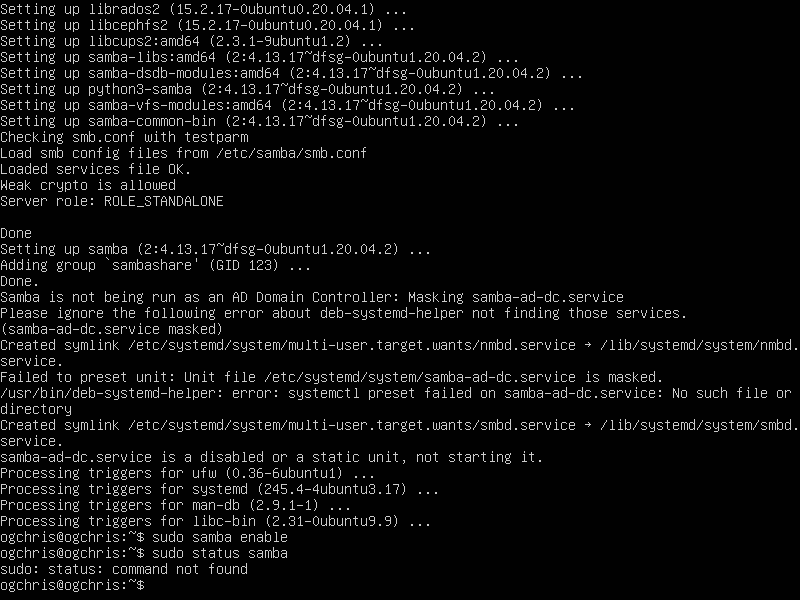 Setting up librados2 (15.2.17-0ubuntu0.20.04.1) ...
Setting up libcephfs2 (15.2.17-0ubuntu0.20.04.1) ...
Setting up libcups2:amd64 (2.3.1-9ubuntu1.2) ...
Setting up samba-libs:amd64 (2:4.13.17~dfsg-0ubuntu1.20.04.2) ...
Setting up samba-dsdb-modules:amd64 (2:4.13.17~dfsg-0ubuntu1.20.04.2) ...
Setting up python3-samba (2:4.13.17~dfsg-0ubuntu1.20.04.2) ...
Setting up samba-vfs-modules:amd64 (2:4.13.17~dfsg-0ubuntu1.20.04.2) ...
Setting up samba-common-bin (2:4.13.17~dfsg-0ubuntu1.20.04.2) ...
Checking smb.conf with testparm
Load smb config files from /etc/samba/smb.conf
Loaded services file OK.
Weak crypto is allowed
Server role: ROLE_STANDALONE
Done
Setting up samba (2:4.13.17~dfsg-0ubuntu1.20.04.2) ...
Adding group `sambashare' (GID 123) ...
Done.
Samba is not being run as an AD Domain Controller: Masking samba-ad-dc.service
Please ignore the following error about deb-systemd-helper not finding those services.
(samba-ad-dc.service masked)
Created symlink /etc/systemd/system/multi-user.target.wants/nmbd.service → /lib/systemd/system/nmbd.
service.
Failed to preset unit: Unit file /etc/systemd/system/samba-ad-dc.service is masked.
/usr/bin/deb-systemd-helper: error: systemctl preset failed on samba-ad-dc.service: No such file or
directory
Created symlink /etc/systemd/system/multi-user.target.wants/smbd.service → /lib/systemd/system/smbd.
service.
samba-ad-dc.service is a disabled or a static unit, not starting it.
Processing triggers for ufw (0.36-6ubuntu1) ...
Processing triggers for systemd (245.4-4ubuntu3.17) ...
Processing triggers for man-db (2.9.1-1) ...
Processing triggers for libc-bin (2.31-0ubuntu9.9) ...
ogchris@ogchris:~$ sudo samba enable
ogchris@ogchris:~$ sudo status samba
sudo: status: command not found
ogchris@ogchris:~$